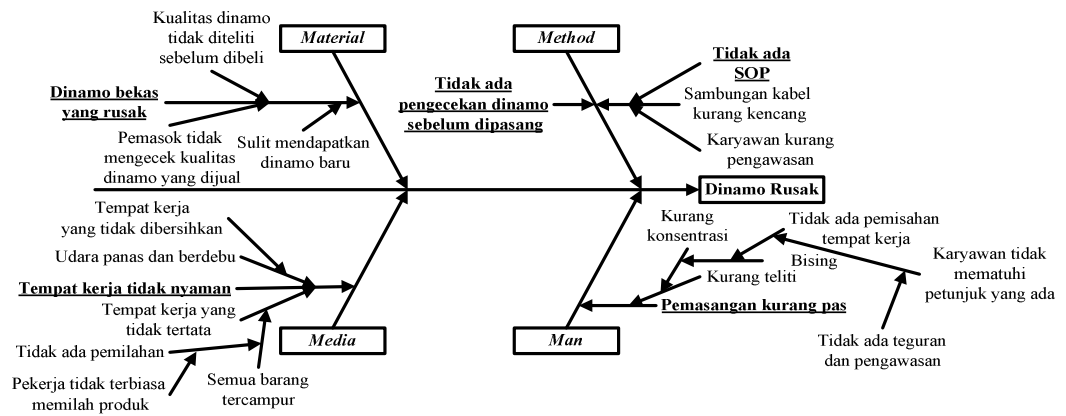 Kualitas dinamo
tidak diteliti
sebelum dibeli
Material
Dinamo bekas
yang rusak
Pemasok tidak
mengecek kualitas
dinamo yang dijual
Sulit mendapatkan
dinamo baru
Method
Tidak ada
pengecekan dinamo
sebelum dipasang
Tidak ada
SOP
Sambungan kabel
kurang kencang
Karyawan kurang
pengawasan
Dinamo Rusak
Tempat kerja
yang tidak dibersihkan
Udara panas dan berdebu
Tempat kerja tidak nyaman
Tempat kerja yang
tidak tertata
Tidak ada pemilahan
Pekerja tidak terbiasa
memilah produk
Semua barang
tercampur
Media
Kurang
konsentrasi
Tidak ada pemisahan
tempat kerja
Bising
Kurang teliti
Pemasangan kurang pas
Karyawan tidak
mematuhi
petunjuk yang ada
Tidak ada teguran
dan pengawasan
Man